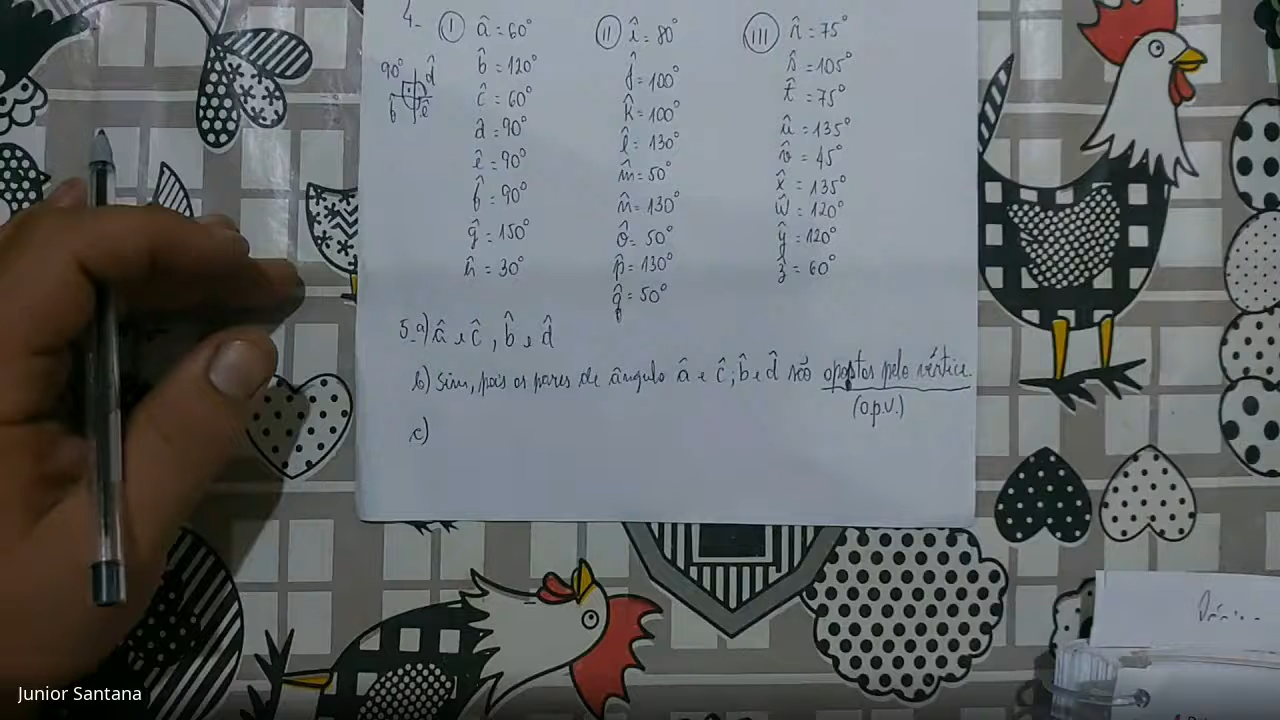 4- I â = 60°
b̂ = 120°
ĉ = 60°
d̂ = 90°
ê = 90°
f̂ = 90°
ĝ = 150°
ĥ = 30°
90° d̂
f̂ ê
II î = 80°
ĵ = 100°
k̂ = 100°
l̂ = 130°
m̂ = 50°
n̂ = 130°
ô = 50°
p̂ = 130°
q̂ = 50°
III r̂ = 75°
ŝ = 105°
t̂ = 75°
û = 135°
v̂ = 45°
x̂ = 135°
ŵ = 120°
ŷ = 120°
ẑ = 60°
5-a) â e ĉ, b̂ e d̂
b) Sim, pois os pares de ângulo â e ĉ; b̂ e d̂ são opostos pelo vértice.
(o.p.v.)
c)
Junior Santana